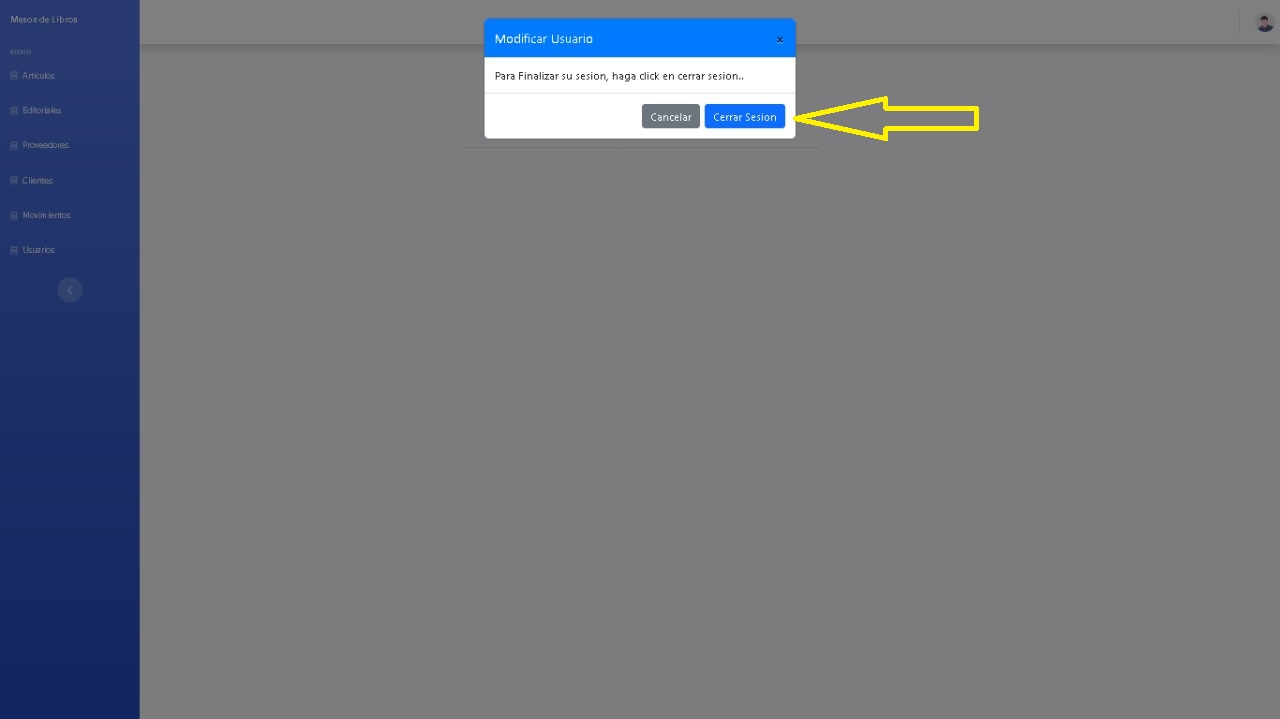 Meson de Libros
Articulos
Editoriales
Proveedores
Clientes
Movimientos
Usuarios
Modificar Usuario
×
Para Finalizar su sesion, haga click en cerrar sesion..
Cancelar
Cerrar Sesion